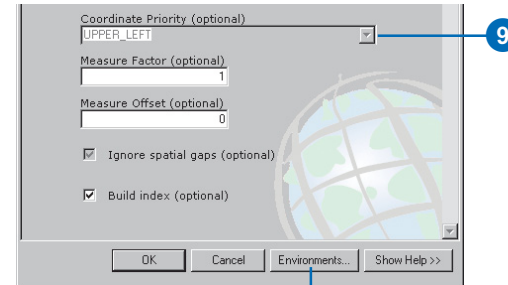 Coordinate Priority (optional)
UPPER_LEFT
9
Measure Factor (optional)
1
Measure Offset (optional)
0
Ignore spatial gaps (optional)
Build index (optional)
OK Cancel Environments... Show Help >>